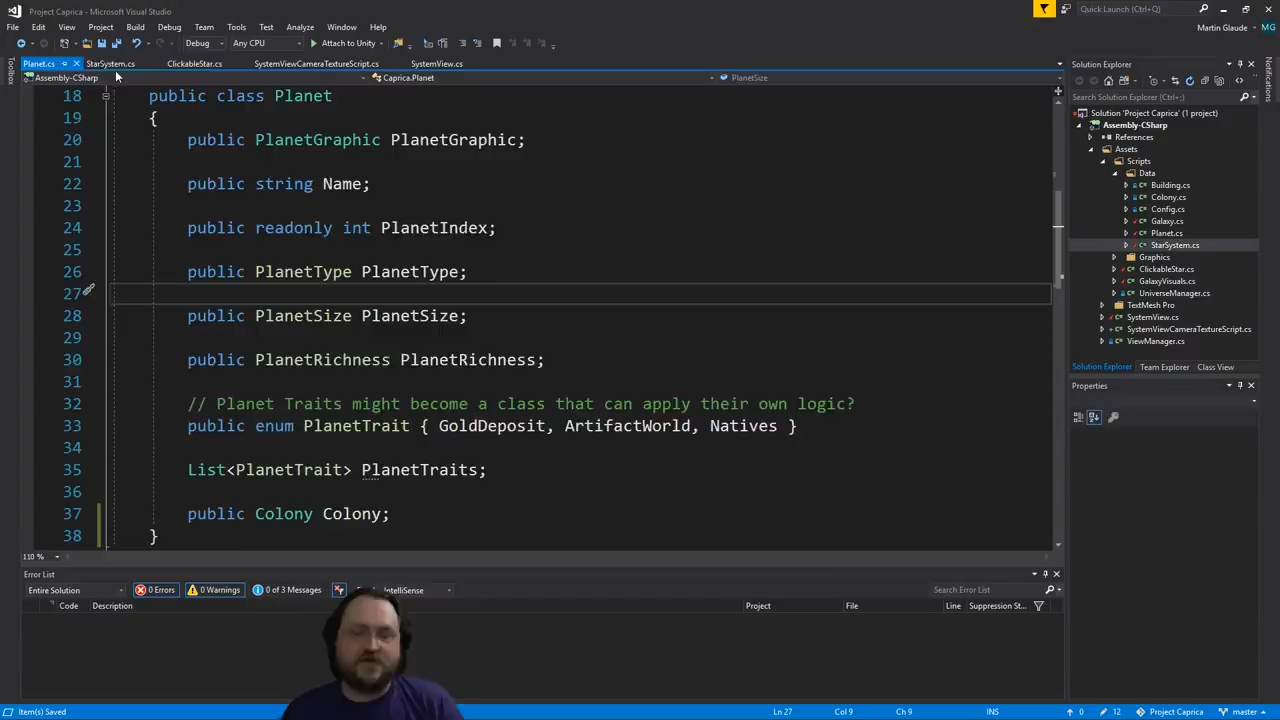 Project Caprica - Microsoft Visual Studio
Quick Launch (Ctrl+Q)
File Edit View Project Build Debug Team Tools Test Analyze Window Help
Martin Glaude MG
Debug Any CPU Attach to Unity
Toolbox
Planet.cs StarSystem.cs ClickableStar.cs SystemViewCameraTextureScript.cs SystemView.cs
Assembly-CSharp Caprica.Planet PlanetSize
18 public class Planet
19 {
20 public PlanetGraphic PlanetGraphic;
21
22 public string Name;
23
24 public readonly int PlanetIndex;
25
26 public PlanetType PlanetType;
27
28 public PlanetSize PlanetSize;
29
30 public PlanetRichness PlanetRichness;
31
32 // Planet Traits might become a class that can apply their own logic?
33 public enum PlanetTrait { GoldDeposit, ArtifactWorld, Natives }
34
35 List<PlanetTrait> PlanetTraits;
36
37 public Colony Colony;
38 }
110 %
Solution Explorer
Notifications
Search Solution Explorer (Ctrl+;)
Solution 'Project Caprica' (1 project)
Assembly-CSharp
References
Assets
Scripts
Data
Building.cs
Colony.cs
Config.cs
Galaxy.cs
Planet.cs
StarSystem.cs
Graphics
ClickableStar.cs
GalaxyVisuals.cs
UniverseManager.cs
TextMesh Pro
SystemView.cs
SystemViewCameraTextureScript.cs
ViewManager.cs
Solution Explorer Team Explorer Class View
Properties
Error List
Entire Solution 0 Errors 0 Warnings 0 of 3 Messages IntelliSense
Search Error List
Code Description Project File Line Suppression St...
Item(s) Saved Ln 27 Col 9 Ch 9 INS 0 12 Project Caprica master